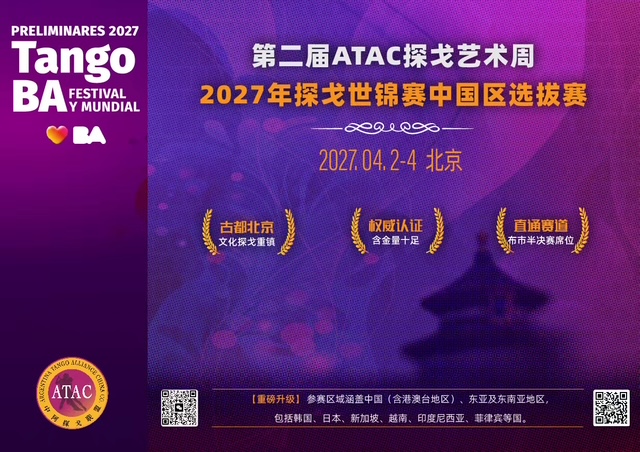 PRELIMINARES 2027
Tango
BA FESTIVAL
Y MUNDIAL
BA
第二届ATAC探戈艺术周
2027年探戈世锦赛中国区选拔赛
2027.04.2-4 北京
古都北京
文化探戈重镇
权威认证
含金量十足
直通赛道
布市半决赛席位
ARGENTINA TANGO ALLIANCE CHINA
ATAC
中阿探戈联盟
【重磅升级】参赛区域涵盖中国（含港澳台地区）、东亚及东南亚地区，
包括韩国、日本、新加坡、越南、印度尼西亚、菲律宾等国。